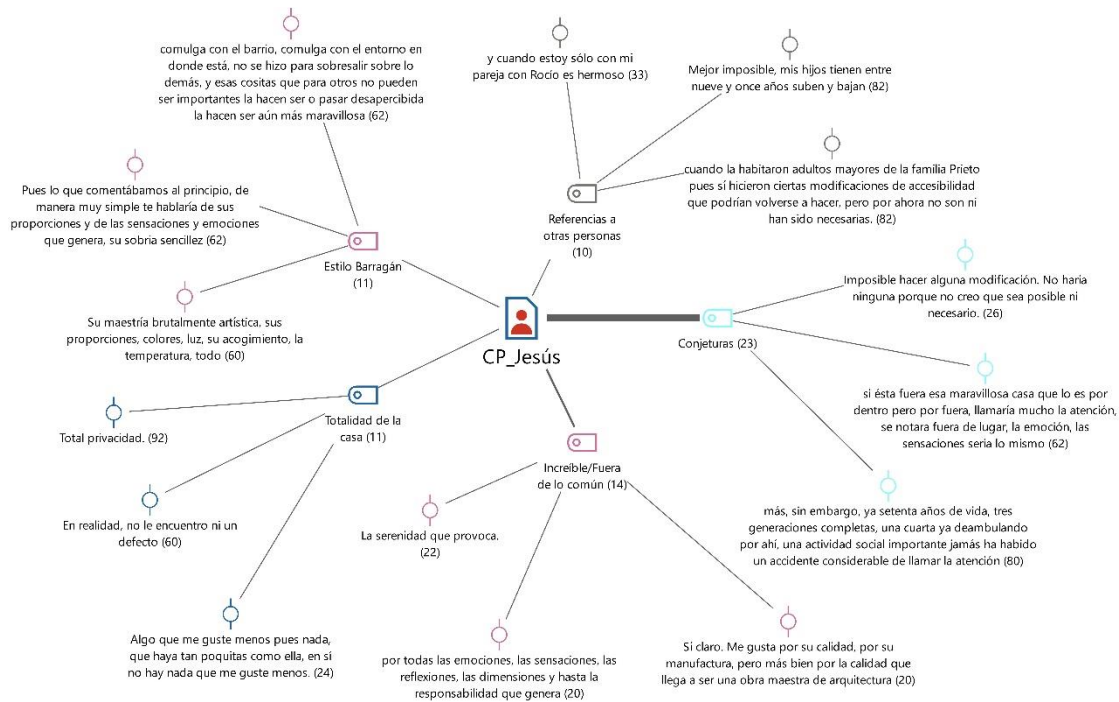 comulga con el barrio, comulga con el entorno en
donde está, no se hizo para sobresalir sobre lo
demás, y esas cositas que para otros no pueden
ser importantes la hacen ser o pasar desapercibida
la hacen ser aún más maravillosa (62)
y cuando estoy sólo con mi
pareja con Rocío es hermoso (33)
Mejor imposible, mis hijos tienen entre
nueve y once años suben y bajan (82)
Pues lo que comentábamos al principio, de
manera muy simple te hablaría de sus
proporciones y de las sensaciones y emociones
que genera, su sobria sencillez (62)
cuando la habitaron adultos mayores de la familia Prieto
pues sí hicieron ciertas modificaciones de accesibilidad
que podrían volverse a hacer, pero por ahora no son ni
han sido necesarias. (82)
Referencias a
otras personas
(10)
Estilo Barragán
(11)
Imposible hacer alguna modificación. No haría
ninguna porque no creo que sea posible ni
necesario. (26)
Su maestría brutalmente artística, sus
proporciones, colores, luz, su acogimiento, la
temperatura, todo (60)
CP_Jesús
Conjeturas (23)
si ésta fuera esa maravillosa casa que lo es por
dentro pero por fuera, llamaría mucho la atención,
se notara fuera de lugar, la emoción, las
sensaciones seria lo mismo (62)
Total privacidad. (92)
Totalidad de la
casa (11)
Increíble/Fuera
de lo común (14)
En realidad, no le encuentro ni un
defecto (60)
La serenidad que provoca.
(22)
más, sin embargo, ya setenta años de vida, tres
generaciones completas, una cuarta ya deambulando
por ahí, una actividad social importante jamás ha habido
un accidente considerable de llamar la atención (80)
Algo que me guste menos pues nada,
que haya tan poquitas como ella, en sí
no hay nada que me guste menos. (24)
por todas las emociones, las sensaciones, las
reflexiones, las dimensiones y hasta la
responsabilidad que genera (20)
Sí claro. Me gusta por su calidad, por su
manufactura, pero más bien por la calidad que
llega a ser una obra maestra de arquitectura (20)